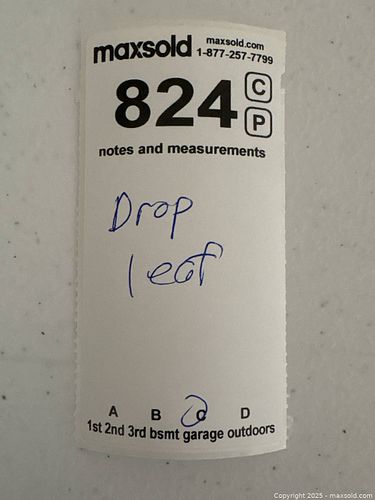 maxsold
maxsold.com
1-877-257-7799
824 C
P
notes and measurements
Drop
leaf
A B C D
1st 2nd 3rd bsmt garage outdoors
Copyright © 2025 - maxsold.com